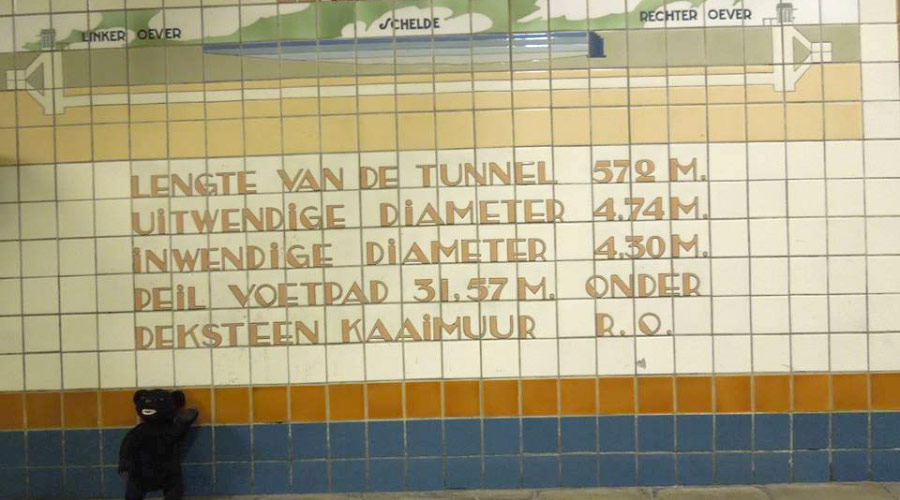 LINKER OEVER SCHELDE RECHTER OEVER
LENGTE VAN DE TUNNEL 572 M.
UiTWENDiGE DiAMETER 4.74 M.
iNWENDiGE DiAMETER 4.30 M.
PEiL VOETPAD 31.57 M. ONDER
DEKSTEEN KAAiMUUR R. O.